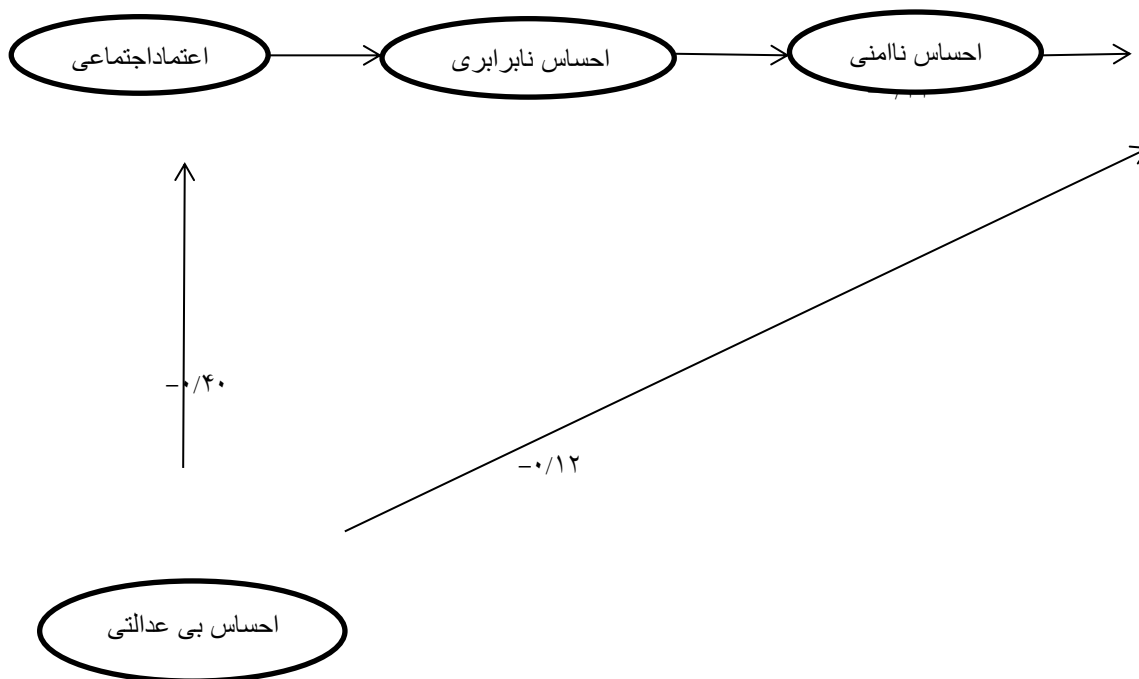 اعتماداجتماعی
احساس نابرابری
احساس ناامنی
-۰/۴۰
-۰/۱۲
احساس بی عدالتی